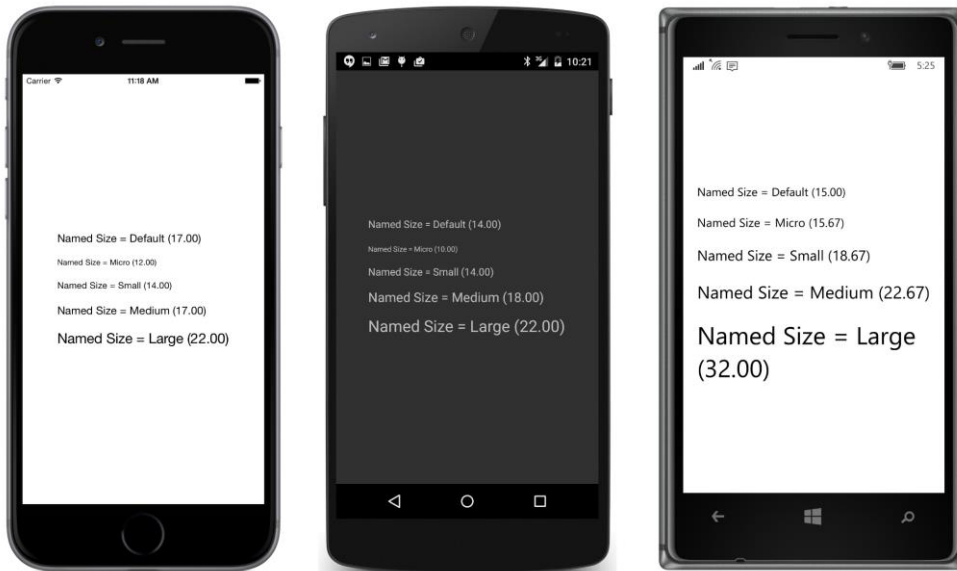 Carrier
11:18 AM
Named Size = Default (17.00)
Named Size = Micro (12.00)
Named Size = Small (14.00)
Named Size = Medium (17.00)
Named Size = Large (22.00)
3G
10:21
Named Size = Default (14.00)
Named Size = Micro (10.00)
Named Size = Small (14.00)
Named Size = Medium (18.00)
Named Size = Large (22.00)
5:25
Named Size = Default (15.00)
Named Size = Micro (15.67)
Named Size = Small (18.67)
Named Size = Medium (22.67)
Named Size = Large
(32.00)